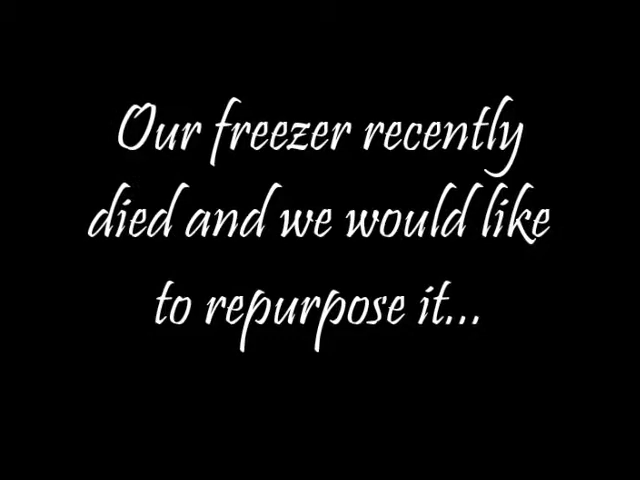 Our freezer recently
died and we would like
to repurpose it...